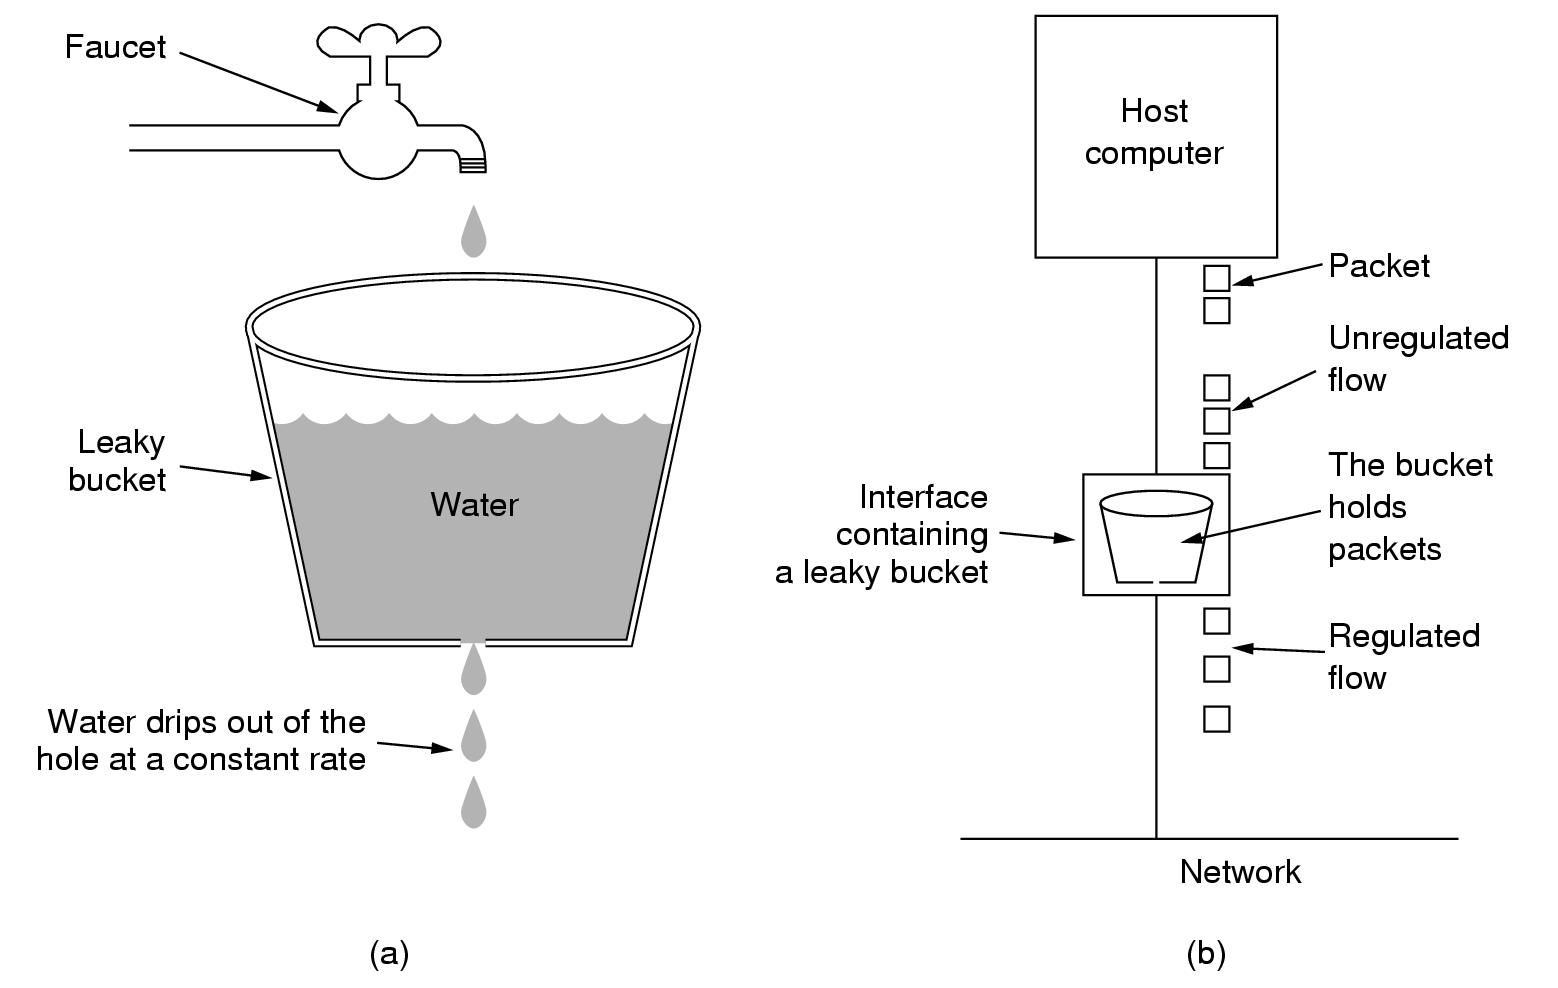 Faucet
Leaky
bucket
Water
Water drips out of the
hole at a constant rate
(a)
Host
computer
Packet
Unregulated
flow
The bucket
holds
packets
Interface
containing
a leaky bucket
Regulated
flow
Network
(b)